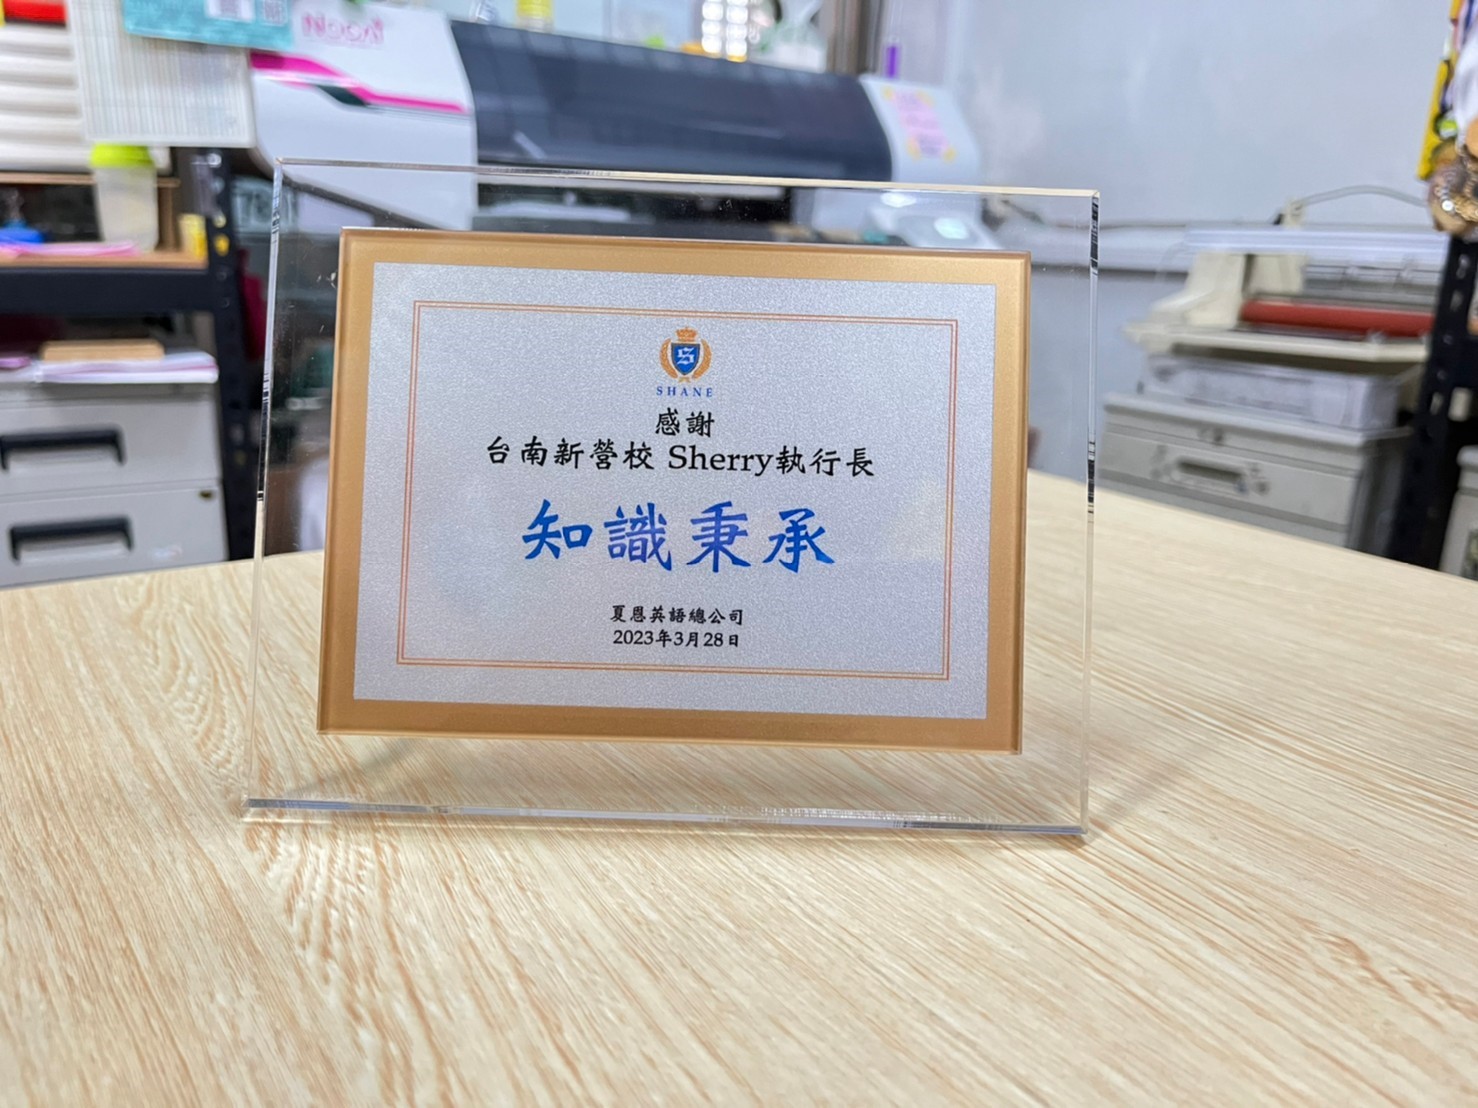 S
SHANE
感謝
台南新營校 Sherry執行長
知識秉承
夏恩英語總公司
2023年3月28日